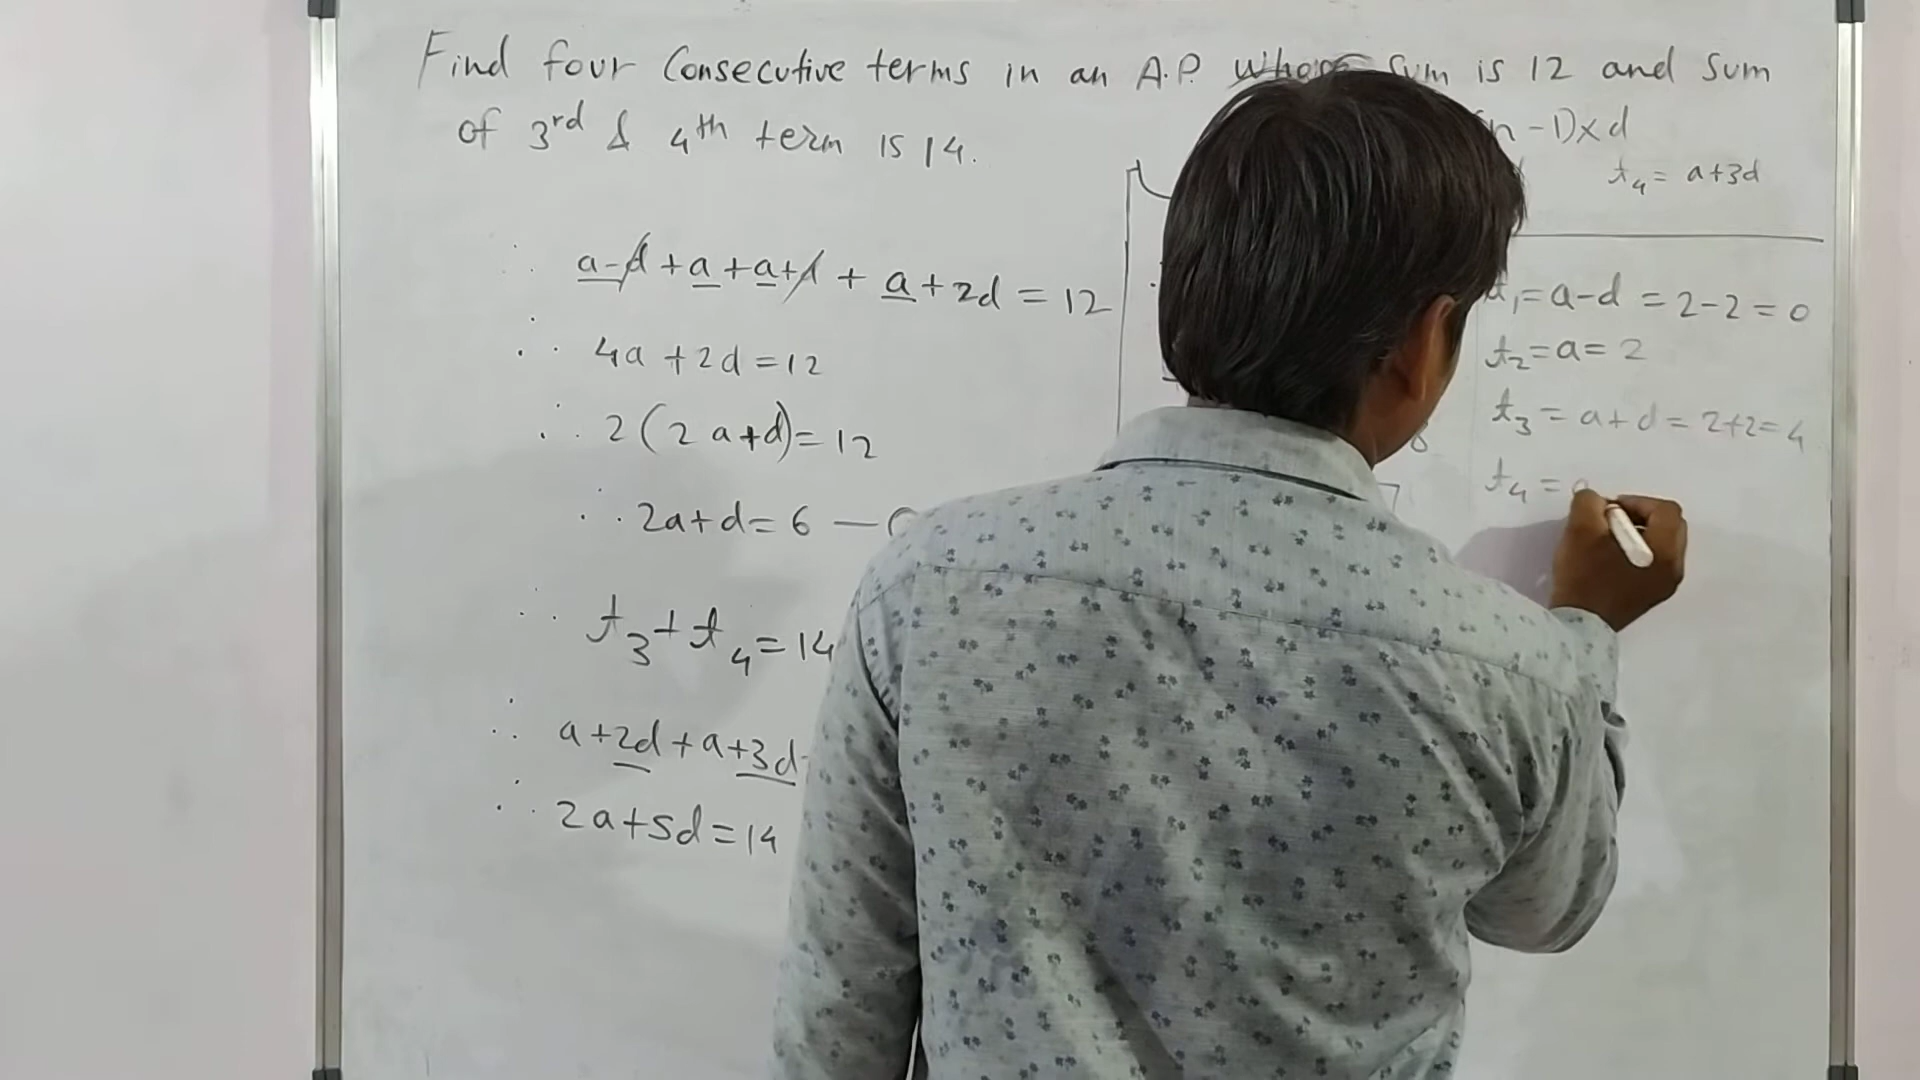 Find four Consecutive terms in an A.P. whose sum is 12 and sum
of 3rd & 4th term is 14.
n - 1) x d
t4 = a+3d
∴ a-d + a + a+d + a + 2d = 12
∴ 4a + 2d = 12
∴ 2 ( 2a+d ) = 12
∴ 2a+d = 6 —
∴ t3 + t4 = 14
∴ a + 2d + a + 3d
∴ 2a + 5d = 14
t1 = a-d = 2-2 = 0
t2 = a = 2
t3 = a+d = 2+2 = 4
t4 =